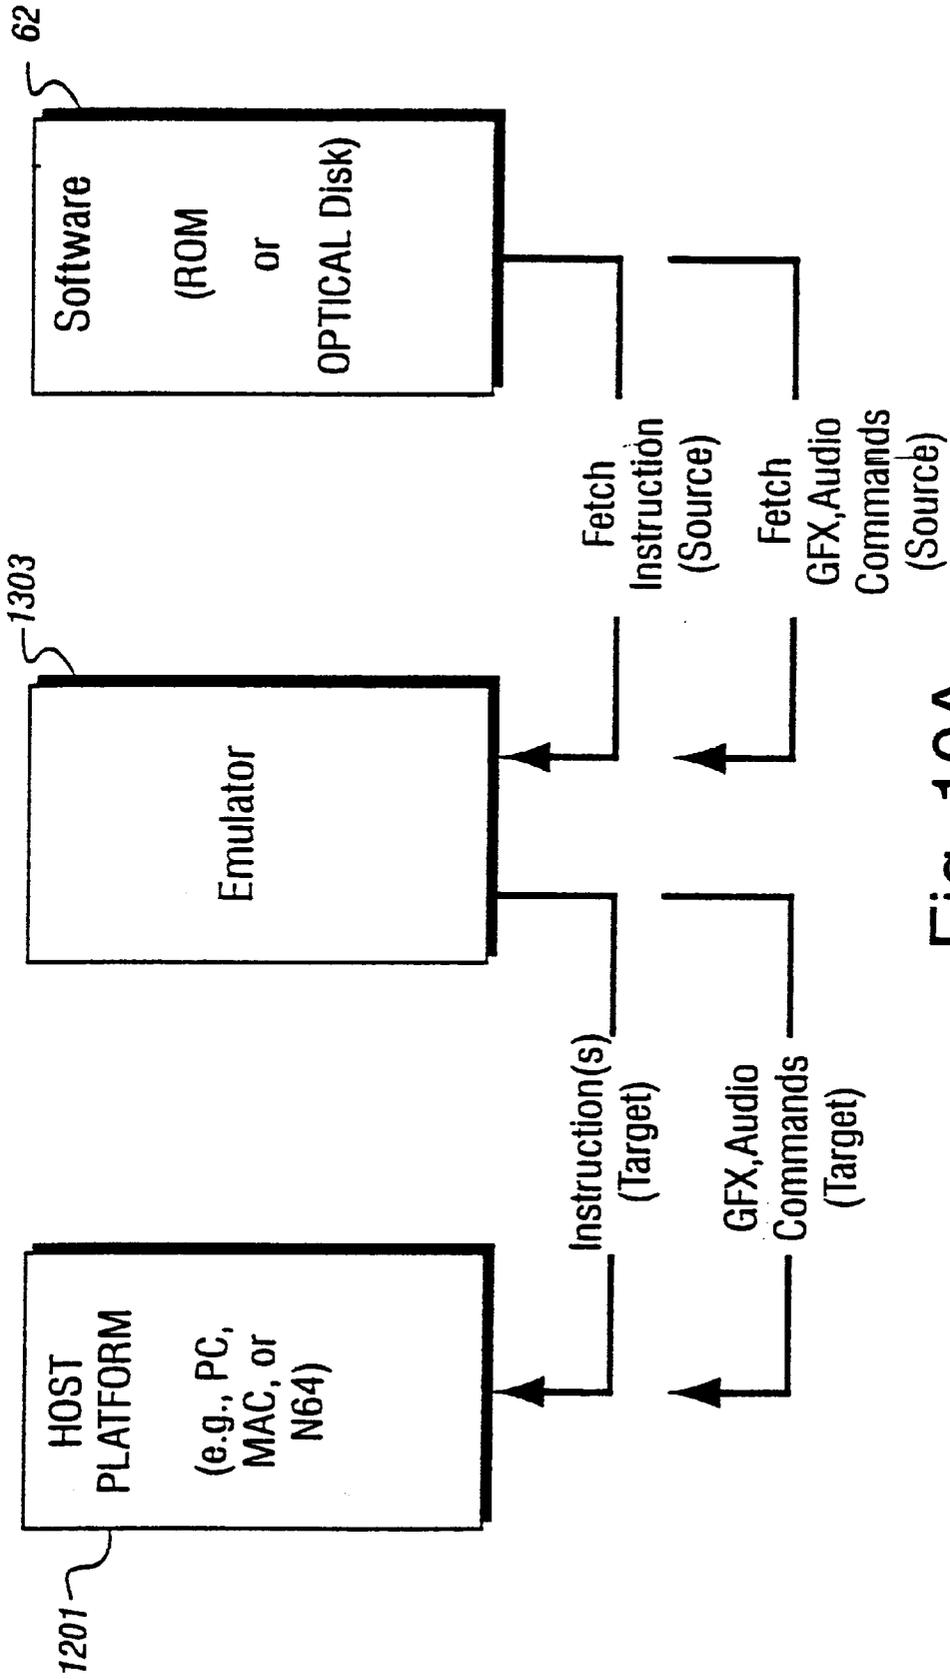 1201
HOST
PLATFORM
(e.g., PC,
MAC, or
N64)
1303
Emulator
62
Software
(ROM
or
OPTICAL Disk)
Instruction(s)
(Target)
GFX,Audio
Commands
(Target)
Fetch
Instruction
(Source)
Fetch
GFX,Audio
Commands
(Source)